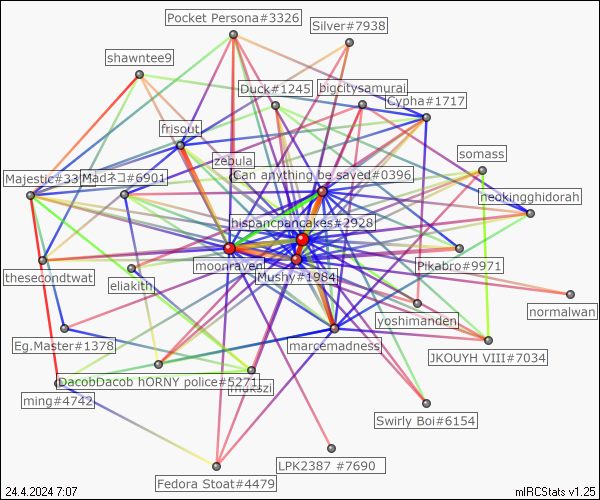 Pocket Persona#3326
Silver#7938
shawntee9
Duck#1245
bigcitysamurai
Cypha#1717
frisout
zebula
somass
Majestic#33
Madネコ#6901
Can anything be saved#0396
neokingghidorah
hispancpancakes#2928
moonraven
Mushy#1984
Pikabro#9971
thesecondtwat
eliakith
yoshimanden
normalwan
Eg.Master#1378
marcemadness
JKOUYH VIII#7034
DacobDacob hORNY police#5271
ming#4742
Swirly Boi#6154
LPK2387 #7690
Fedora Stoat#4479
24.4.2024 7:07
mIRCStats v1.25